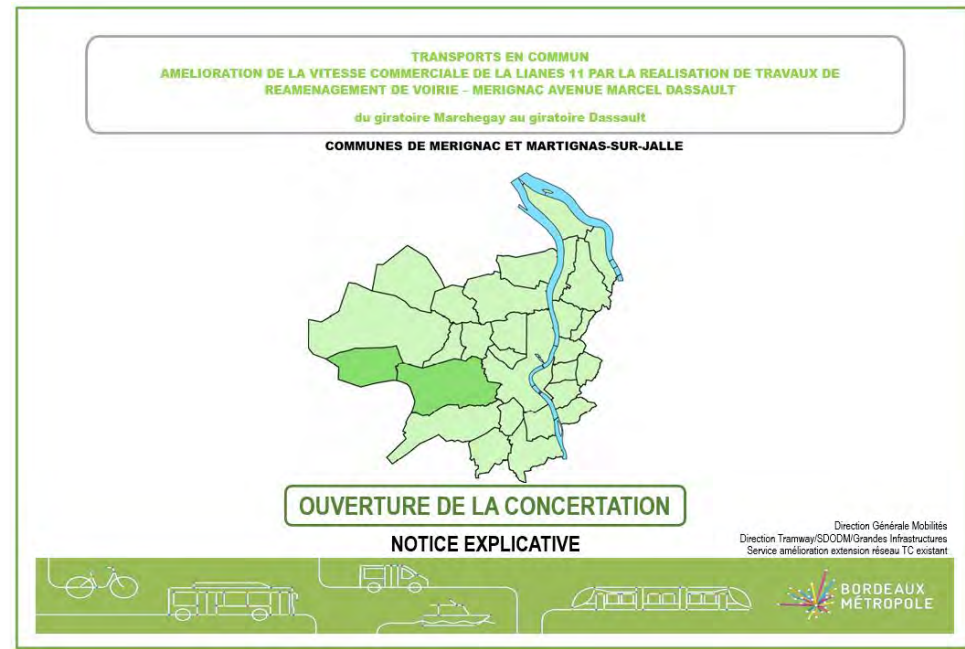 TRANSPORTS EN COMMUN
AMELIORATION DE LA VITESSE COMMERCIALE DE LA LIANES 11 PAR LA REALISATION DE TRAVAUX DE
REAMENAGEMENT DE VOIRIE – MERIGNAC AVENUE MARCEL DASSAULT
du giratoire Marchegay au giratoire Dassault
COMMUNES DE MERIGNAC ET MARTIGNAS-SUR-JALLE
OUVERTURE DE LA CONCERTATION
NOTICE EXPLICATIVE
Direction Générale Mobilités
Direction Tramway/SDODM/Grandes Infrastructures
Service amélioration extension réseau TC existant
BORDEAUX
MÉTROPOLE